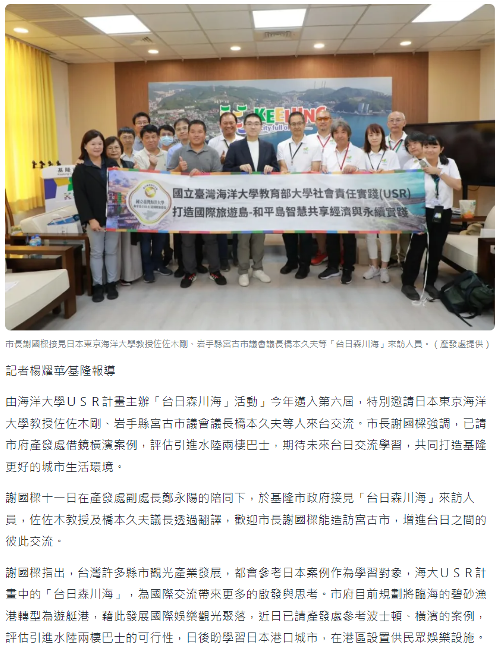 KEELUNG
city full
國立臺灣海洋大學教育部大學社會責任實踐(USR)
打造國際旅遊島-和平島智慧共享經濟與永續實踐
市長謝國樑接見日本東京海洋大學教授佐佐木剛、岩手縣宮古市議會議長橋本久夫等「台日森川海」來訪人員。（產發處提供）
記者楊耀華∕基隆報導
由海洋大學ＵＳＲ計畫主辦「台日森川海」活動」今年邁入第六屆，特別邀請日本東京海洋
大學教授佐佐木剛、岩手縣宮古市議會議長橋本久夫等人來台交流。市長謝國樑強調，已請
市府產發處借鏡橫濱案例，評估引進水陸兩棲巴士，期待未來台日交流學習，共同打造基隆
更好的城市生活環境。
謝國樑十一日在產發處副處長鄭永陽的陪同下，於基隆市政府接見「台日森川海」來訪人
員，佐佐木教授及橋本久夫議長透過翻譯，歡迎市長謝國樑能造訪宮古市，增進台日之間的
彼此交流。
謝國樑指出，台灣許多縣市觀光產業發展，都會參考日本案例作為學習對象，海大ＵＳＲ計
畫中的「台日森川海」，為國際交流帶來更多的啟發與思考。市府目前規劃將臨海的碧砂漁
港轉型為遊艇港，藉此發展國際娛樂觀光聚落，近日已請產發處參考波士頓、橫濱的案例，
評估引進水陸兩棲巴士的可行性，日後盼學習日本港口城市，在港區設置供民眾娛樂設施。